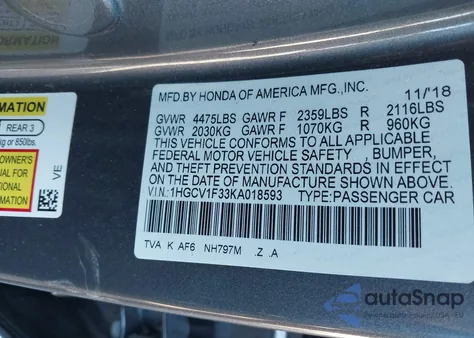 MFD.BY HONDA OF AMERICA MFG.,INC. 11/'18
GVWR 4475LBS GAWR F 2359LBS R 2116LBS
GVWR 2030KG GAWR F 1070KG R 960KG
THIS VEHICLE CONFORMS TO ALL APPLICABLE
FEDERAL MOTOR VEHICLE SAFETY , BUMPER,
AND THEFT PREVENTION STANDARDS IN EFFECT
ON THE DATE OF MANUFACTURE SHOWN ABOVE.
V.I.N:1HGCV1F33KA018593 TYPE:PASSENGER CAR
TVA K AF6 NH797M .Z .A
REAR 3
kg or 850lbs.
OWNER'S
VE
autoSnap